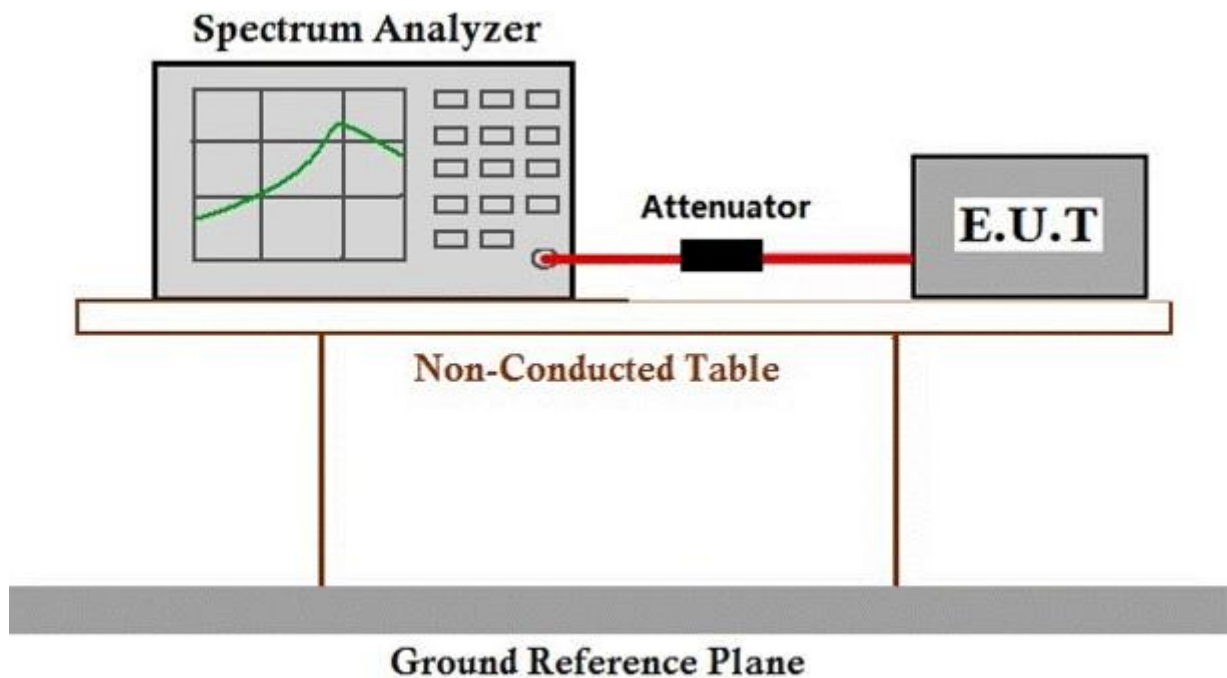 Spectrum Analyzer
Attenuator
E.U.T
Non-Conducted Table
Ground Reference Plane